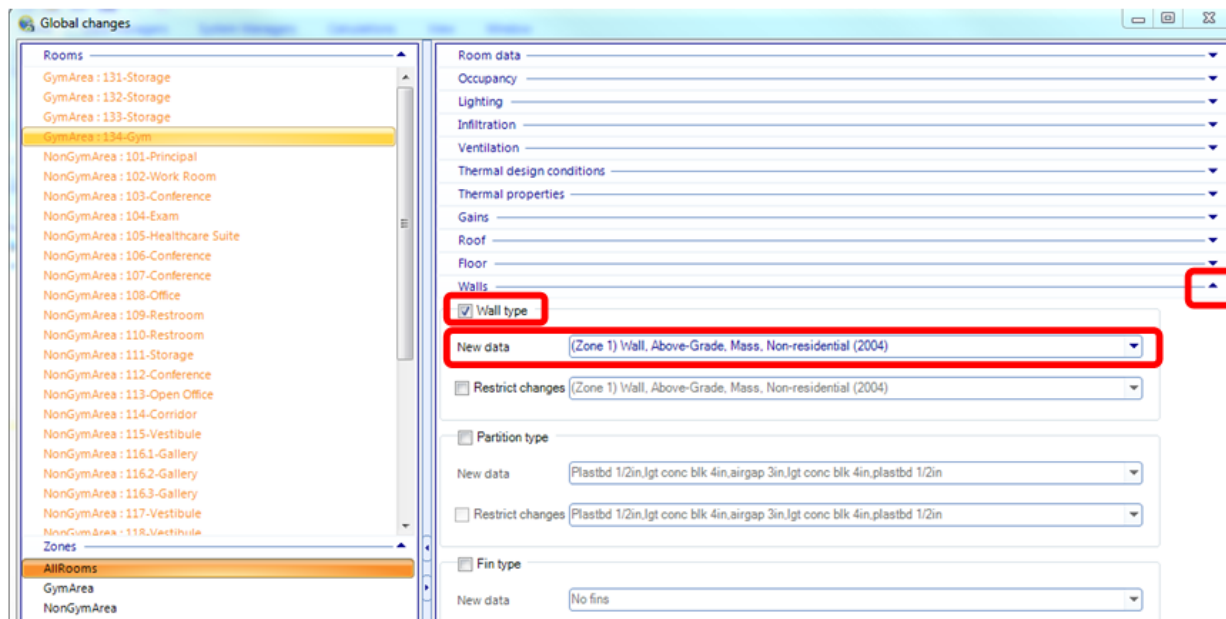 Global changes
Rooms
GymArea : 131-Storage
GymArea : 132-Storage
GymArea : 133-Storage
GymArea : 134-Gym
NonGymArea : 101-Principal
NonGymArea : 102-Work Room
NonGymArea : 103-Conference
NonGymArea : 104-Exam
NonGymArea : 105-Healthcare Suite
NonGymArea : 106-Conference
NonGymArea : 107-Conference
NonGymArea : 108-Office
NonGymArea : 109-Restroom
NonGymArea : 110-Restroom
NonGymArea : 111-Storage
NonGymArea : 112-Conference
NonGymArea : 113-Open Office
NonGymArea : 114-Corridor
NonGymArea : 115-Vestibule
NonGymArea : 116.1-Gallery
NonGymArea : 116.2-Gallery
NonGymArea : 116.3-Gallery
NonGymArea : 117-Vestibule
NonGymArea : 118-Vestibule
Zones
AllRooms
GymArea
NonGymArea
Room data
Occupancy
Lighting
Infiltration
Ventilation
Thermal design conditions
Thermal properties
Gains
Roof
Floor
Walls
Wall type
New data (Zone 1) Wall, Above-Grade, Mass, Non-residential (2004)
Restrict changes (Zone 1) Wall, Above-Grade, Mass, Non-residential (2004)
Partition type
New data Plastbd 1/2in,lgt conc blk 4in,airgap 3in,lgt conc blk 4in,plastbd 1/2in
Restrict changes Plastbd 1/2in,lgt conc blk 4in,airgap 3in,lgt conc blk 4in,plastbd 1/2in
Fin type
New data No fins